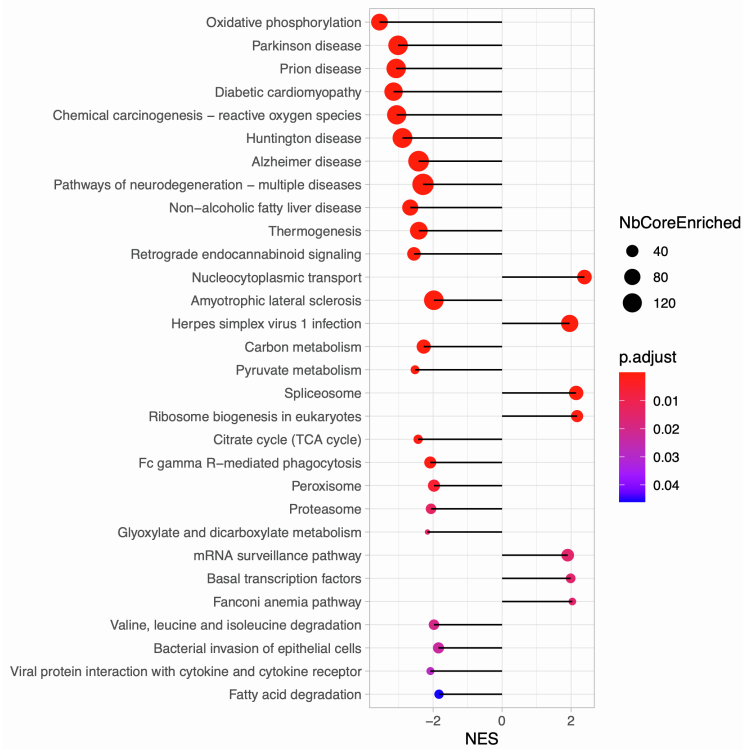 Oxidative phosphorylation
Parkinson disease
Prion disease
Diabetic cardiomyopathy
Chemical carcinogenesis − reactive oxygen species
Huntington disease
Alzheimer disease
Pathways of neurodegeneration − multiple diseases
Non−alcoholic fatty liver disease
Thermogenesis
Retrograde endocannabinoid signaling
Nucleocytoplasmic transport
Amyotrophic lateral sclerosis
Herpes simplex virus 1 infection
Carbon metabolism
Pyruvate metabolism
Spliceosome
Ribosome biogenesis in eukaryotes
Citrate cycle (TCA cycle)
Fc gamma R−mediated phagocytosis
Peroxisome
Proteasome
Glyoxylate and dicarboxylate metabolism
mRNA surveillance pathway
Basal transcription factors
Fanconi anemia pathway
Valine, leucine and isoleucine degradation
Bacterial invasion of epithelial cells
Viral protein interaction with cytokine and cytokine receptor
Fatty acid degradation
−2 0 2
NES
NbCoreEnriched
40
80
120
p.adjust
0.01
0.02
0.03
0.04